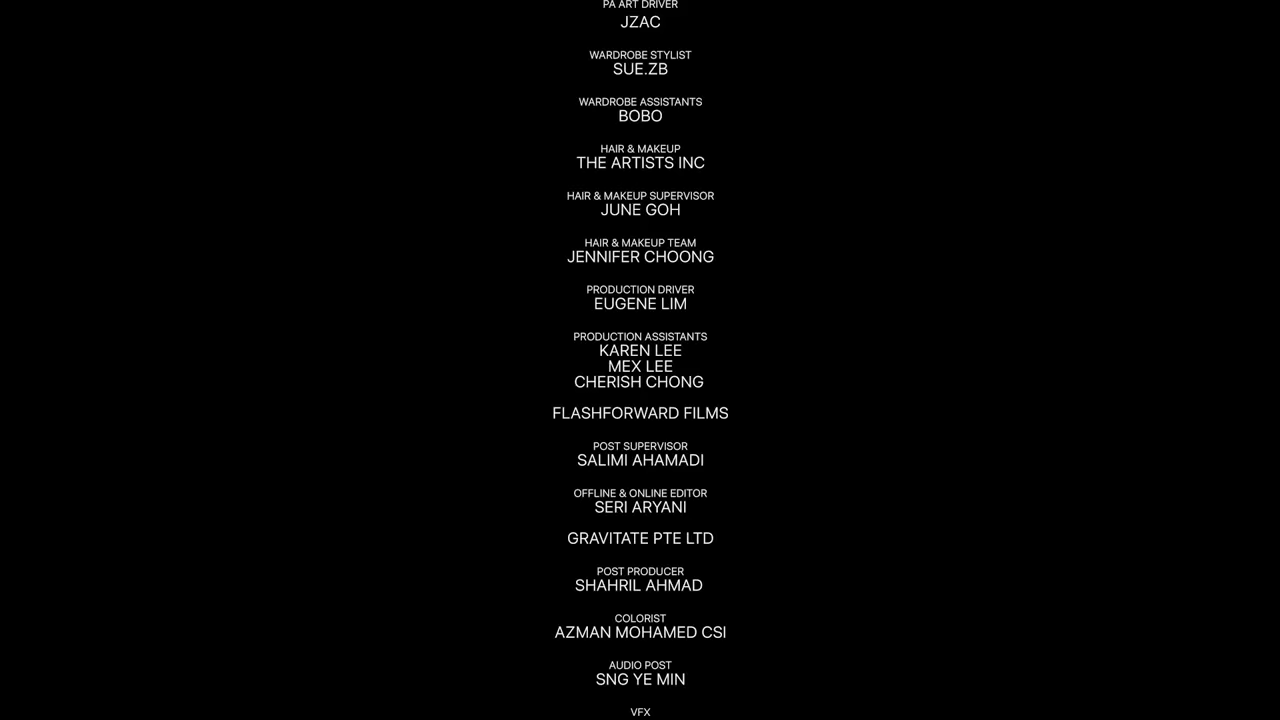 PA ART DRIVER
JZAC
WARDROBE STYLIST
SUE.ZB
WARDROBE ASSISTANTS
BOBO
HAIR & MAKEUP
THE ARTISTS INC
HAIR & MAKEUP SUPERVISOR
JUNE GOH
HAIR & MAKEUP TEAM
JENNIFER CHOONG
PRODUCTION DRIVER
EUGENE LIM
PRODUCTION ASSISTANTS
KAREN LEE
MEX LEE
CHERISH CHONG
FLASHFORWARD FILMS
POST SUPERVISOR
SALIMI AHAMADI
OFFLINE & ONLINE EDITOR
SERI ARYANI
GRAVITATE PTE LTD
POST PRODUCER
SHAHRIL AHMAD
COLORIST
AZMAN MOHAMED CSI
AUDIO POST
SNG YE MIN
VFX